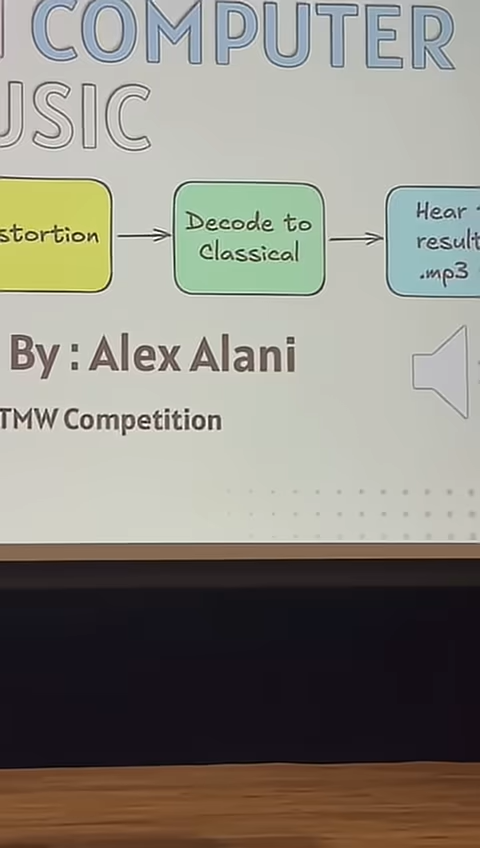 COMPUTER
USIC
stortion
Decode to
Classical
Hear
result
.mp3
By : Alex Alani
TMW Competition